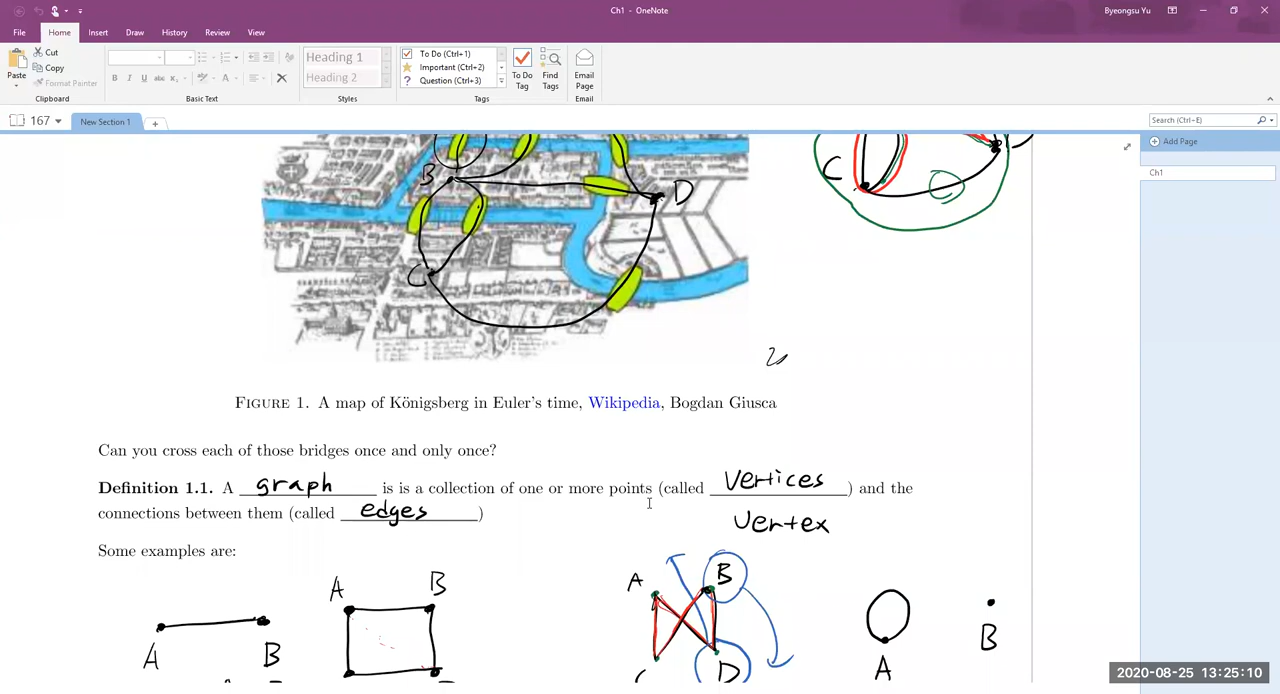 Ch1 - OneNote
Byeongsu Yu
File Home Insert Draw History Review View
Paste
Cut
Copy
Format Painter
Clipboard
B I U abc x₂ A
Basic Text
Heading 1
Heading 2
Styles
To Do (Ctrl+1)
Important (Ctrl+2)
? Question (Ctrl+3)
To Do Tag
Find Tags
Tags
Email Page
Email
167
New Section 1
Search (Ctrl+E)
Add Page
Ch1
B
D
C
C
FIGURE 1. A map of Königsberg in Euler's time, Wikipedia, Bogdan Giusca
Can you cross each of those bridges once and only once?
Definition 1.1. A graph is is a collection of one or more points (called Vertices) and the
connections between them (called edges)
Vertex
Some examples are:
A B
A B
A B
D
A
B
2020-08-25 13:25:10